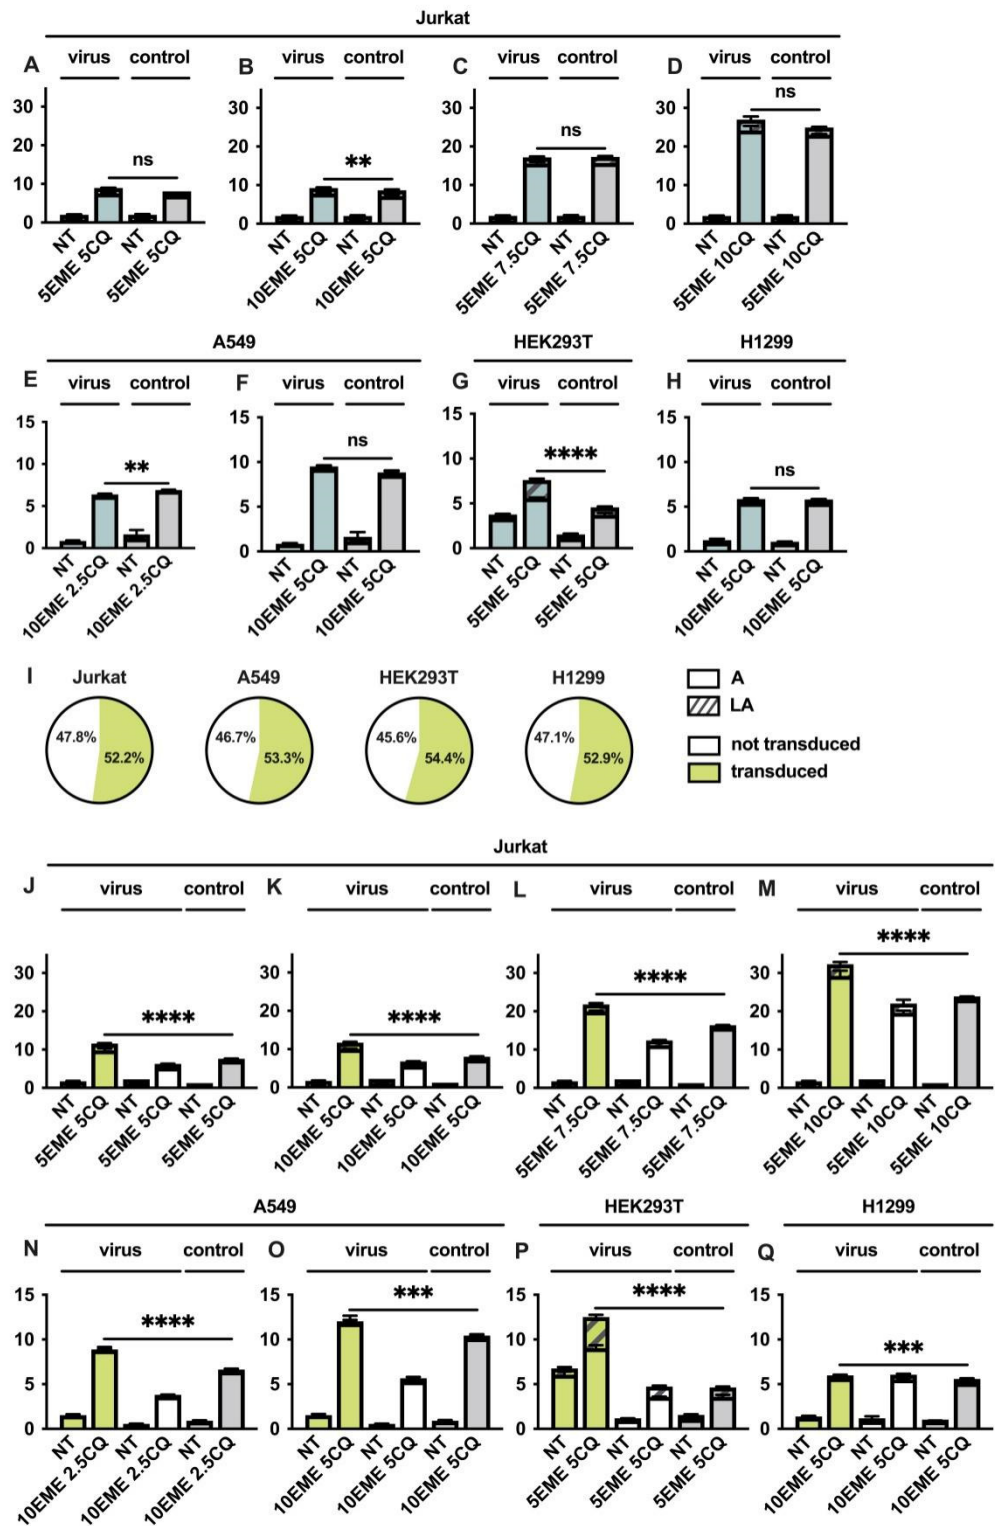 Jurkat
A virus control B virus control C virus control D virus control
30 30 30 30
ns ** ns ns
20 20 20 20
10 10 10 10
0 0 0 0
NT 5EME 5CQ NT 5EME 5CQ NT 10EME 5CQ NT 10EME 5CQ NT 5EME 7.5CQ NT 5EME 7.5CQ NT 5EME 10CQ NT 5EME 10CQ
A549 HEK293T H1299
E virus control F virus control G virus control H virus control
15 15 15 15
** ns **** ns
10 10 10 10
5 5 5 5
0 0 0 0
NT 10EME 2.5CQ NT 10EME 2.5CQ NT 10EME 5CQ NT 10EME 5CQ NT 5EME 5CQ NT 5EME 5CQ NT 10EME 5CQ NT 10EME 5CQ
I Jurkat A549 HEK293T H1299
47.8% 52.2% 46.7% 53.3% 45.6% 54.4% 47.1% 52.9%
A
LA
not transduced
transduced
Jurkat
J virus control K virus control L virus control M virus control
30 30 30 30
**** **** **** ****
20 20 20 20
10 10 10 10
0 0 0 0
NT 5EME 5CQ NT 5EME 5CQ NT 5EME 5CQ NT 10EME 5CQ NT 10EME 5CQ NT 10EME 5CQ NT 5EME 7.5CQ NT 5EME 7.5CQ NT 5EME 7.5CQ NT 5EME 10CQ NT 5EME 10CQ NT 5EME 10CQ
A549 HEK293T H1299
N virus control O virus control P virus control Q virus control
15 15 15 15
**** *** **** ***
10 10 10 10
5 5 5 5
0 0 0 0
NT 10EME 2.5CQ NT 10EME 2.5CQ NT 10EME 2.5CQ NT 10EME 5CQ NT 10EME 5CQ NT 10EME 5CQ NT 5EME 5CQ NT 5EME 5CQ NT 5EME 5CQ NT 10EME 5CQ NT 10EME 5CQ NT 10EME 5CQ